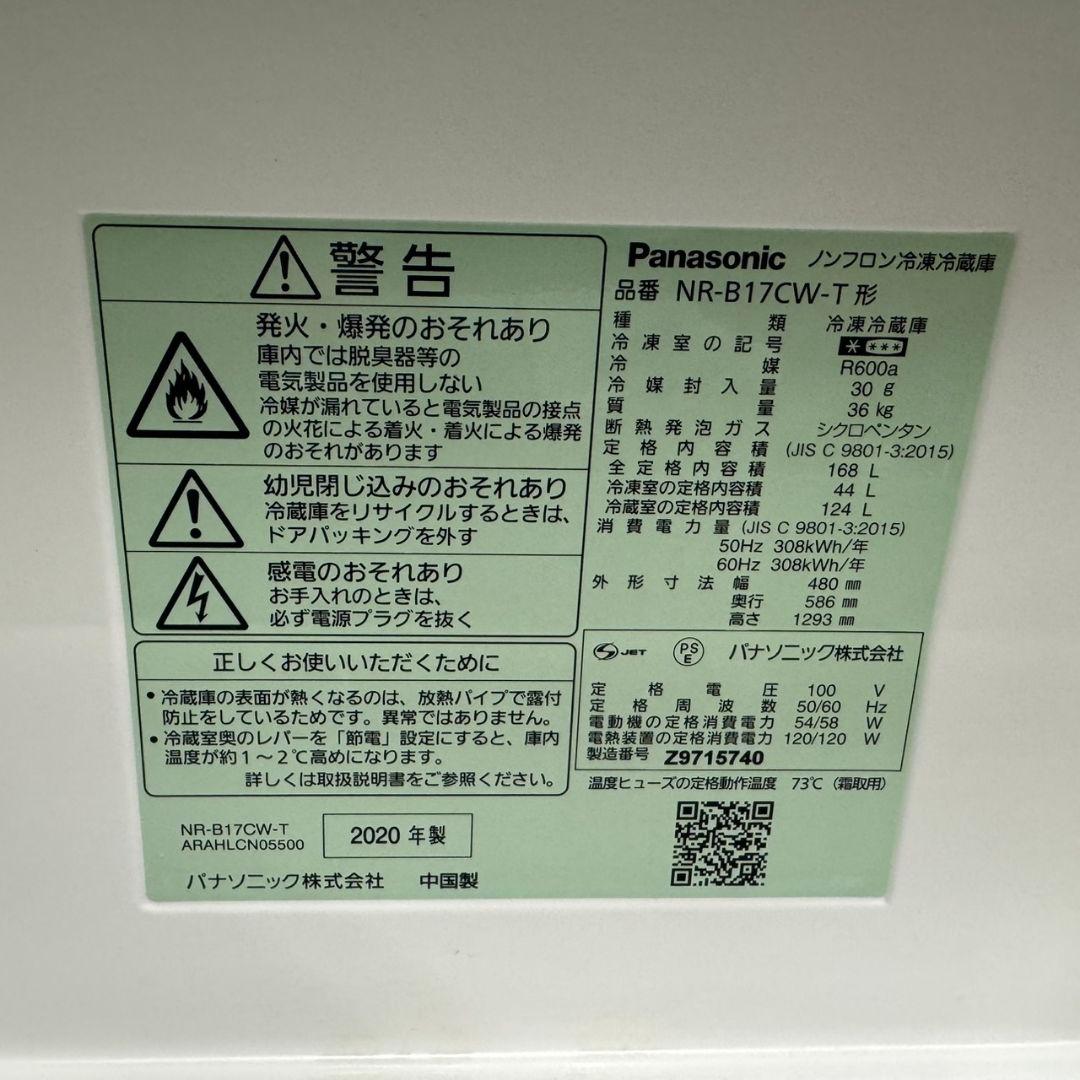 警告
発火・爆発のおそれあり
庫内では脱臭器等の
電気製品を使用しない
冷媒が漏れていると電気製品の接点
の火花による着火・着火による爆発
のおそれがあります
幼児閉じ込みのおそれあり
冷蔵庫をリサイクルするときは、
ドアパッキングを外す
感電のおそれあり
お手入れのときは、
必ず電源プラグを抜く
正しくお使いいただくために
・冷蔵庫の表面が熱くなるのは、放熱パイプで露付
防止をしているためです。異常ではありません。
・冷蔵室奥のレバーを「節電」設定にすると、庫内
温度が約1〜2℃高めになります。
詳しくは取扱説明書をご参照ください。
NR-B17CW-T
ARAHLCN05500
2020 年製
パナソニック株式会社 中国製
Panasonic ノンフロン冷凍冷蔵庫
品番 NR-B17CW-T 形
種類 冷凍冷蔵庫
冷凍室の記号 * ***
冷媒 R600a
冷媒封入量 30 g
質量 36 kg
断熱発泡ガス シクロペンタン
定格内容積 (JIS C 9801-3:2015)
全定格内容積 168 L
冷凍室の定格内容積 44 L
冷蔵室の定格内容積 124 L
消費電力量 (JIS C 9801-3:2015)
50Hz 308kWh/年
60Hz 308kWh/年
外形寸法 幅 480 mm
奥行 586 mm
高さ 1293 mm
S JET PS E パナソニック株式会社
定格電圧 100 V
定格周波数 50/60 Hz
電動機の定格消費電力 54/58 W
電熱装置の定格消費電力 120/120 W
製造番号 Z9715740
温度ヒューズの定格動作温度 73℃（霜取用）